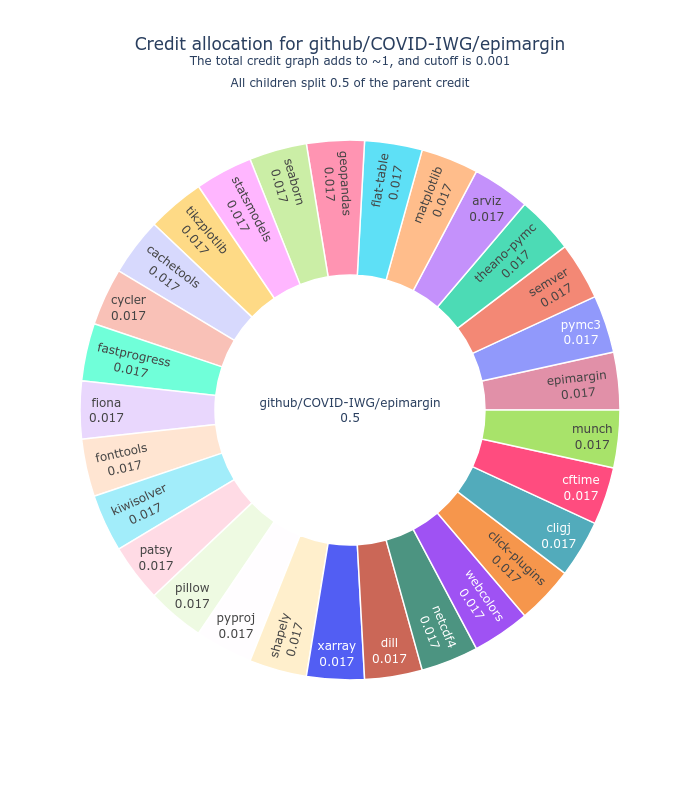 Credit allocation for github/COVID-IWG/epimargin
The total credit graph adds to ~1, and cutoff is 0.001
All children split 0.5 of the parent credit
github/COVID-IWG/epimargin
0.5
epimargin
0.017
pymc3
0.017
semver
0.017
theano-pymc
0.017
arviz
0.017
matplotlib
0.017
flat-table
0.017
geopandas
0.017
seaborn
0.017
statsmodels
0.017
tikzplotlib
0.017
cachetools
0.017
cycler
0.017
fastprogress
0.017
fiona
0.017
fonttools
0.017
kiwisolver
0.017
patsy
0.017
pillow
0.017
pyproj
0.017
shapely
0.017
xarray
0.017
dill
0.017
netcdf4
0.017
webcolors
0.017
click-plugins
0.017
cligj
0.017
cftime
0.017
munch
0.017